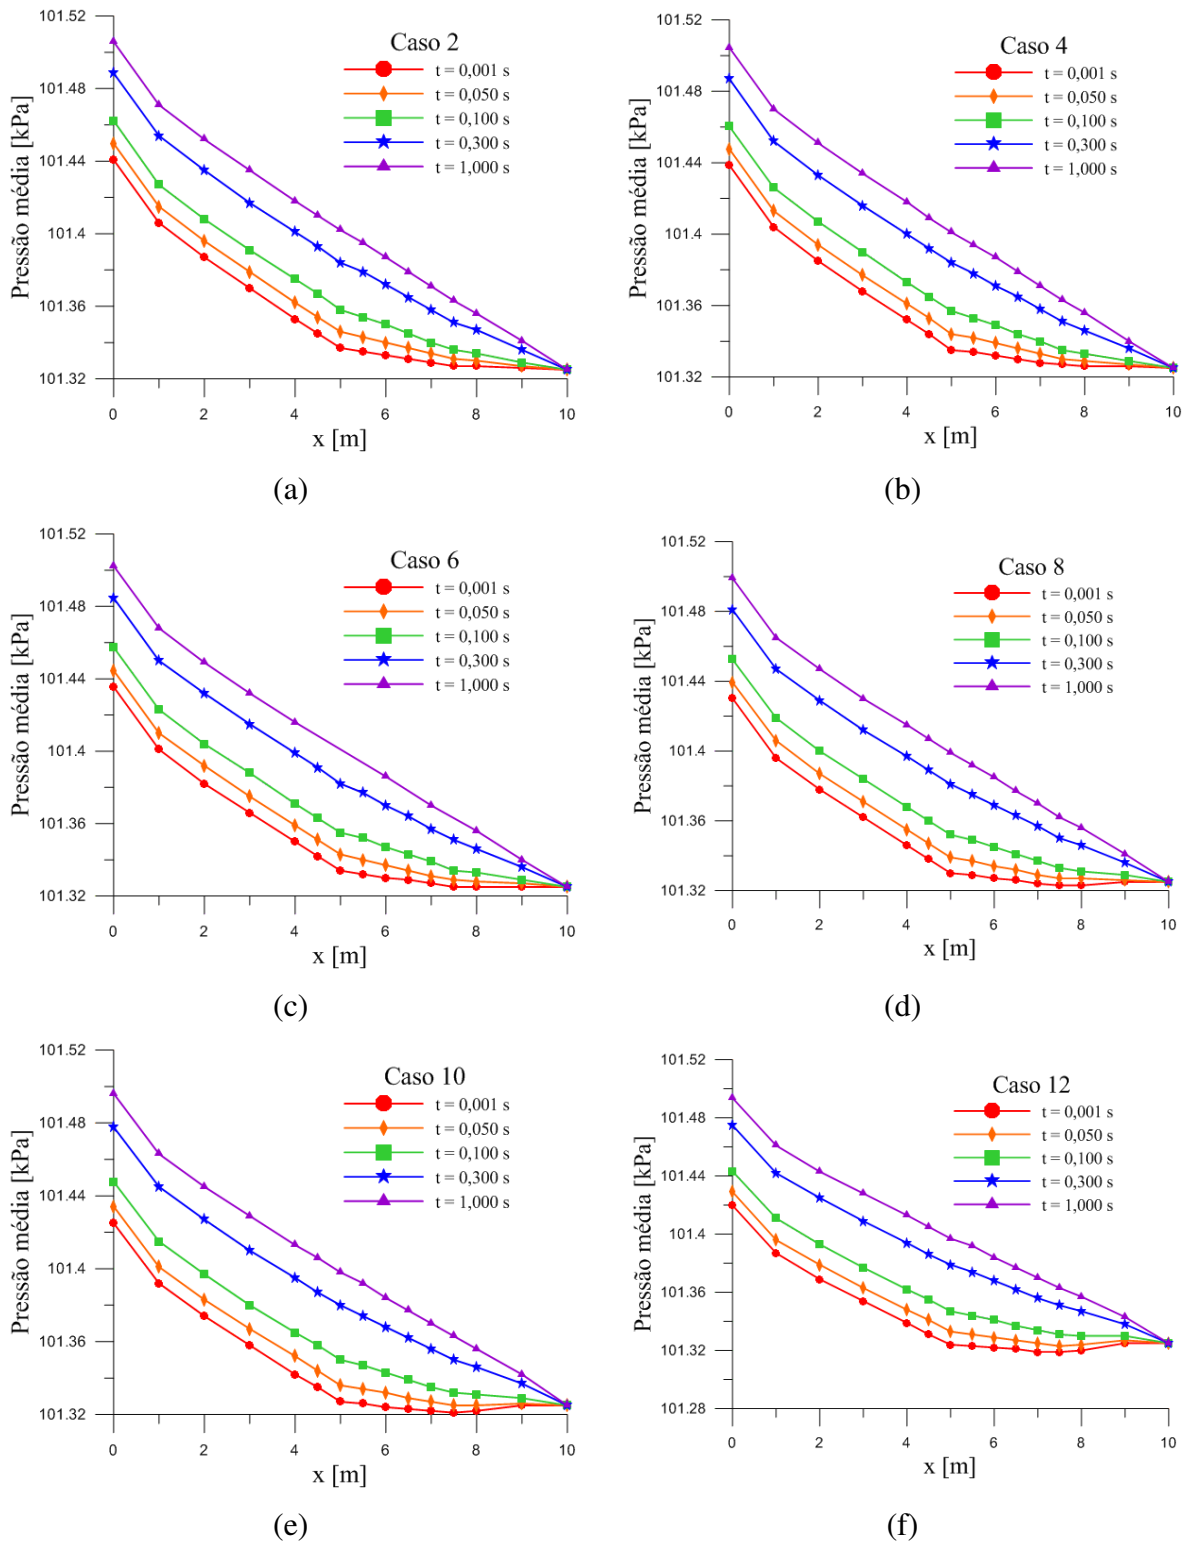 Caso 2
t = 0,001 s
t = 0,050 s
t = 0,100 s
t = 0,300 s
t = 1,000 s
Pressão média [kPa]
101.52
101.48
101.44
101.4
101.36
101.32
0 2 4 6 8 10
x [m]
(a)
Caso 4
t = 0,001 s
t = 0,050 s
t = 0,100 s
t = 0,300 s
t = 1,000 s
Pressão média [kPa]
101.52
101.48
101.44
101.4
101.36
101.32
0 2 4 6 8 10
x [m]
(b)
Caso 6
t = 0,001 s
t = 0,050 s
t = 0,100 s
t = 0,300 s
t = 1,000 s
Pressão média [kPa]
101.52
101.48
101.44
101.4
101.36
101.32
0 2 4 6 8 10
x [m]
(c)
Caso 8
t = 0,001 s
t = 0,050 s
t = 0,100 s
t = 0,300 s
t = 1,000 s
Pressão média [kPa]
101.52
101.48
101.44
101.4
101.36
101.32
0 2 4 6 8 10
x [m]
(d)
Caso 10
t = 0,001 s
t = 0,050 s
t = 0,100 s
t = 0,300 s
t = 1,000 s
Pressão média [kPa]
101.52
101.48
101.44
101.4
101.36
101.32
0 2 4 6 8 10
x [m]
(e)
Caso 12
t = 0,001 s
t = 0,050 s
t = 0,100 s
t = 0,300 s
t = 1,000 s
Pressão média [kPa]
101.52
101.48
101.44
101.4
101.36
101.32
101.28
0 2 4 6 8 10
x [m]
(f)